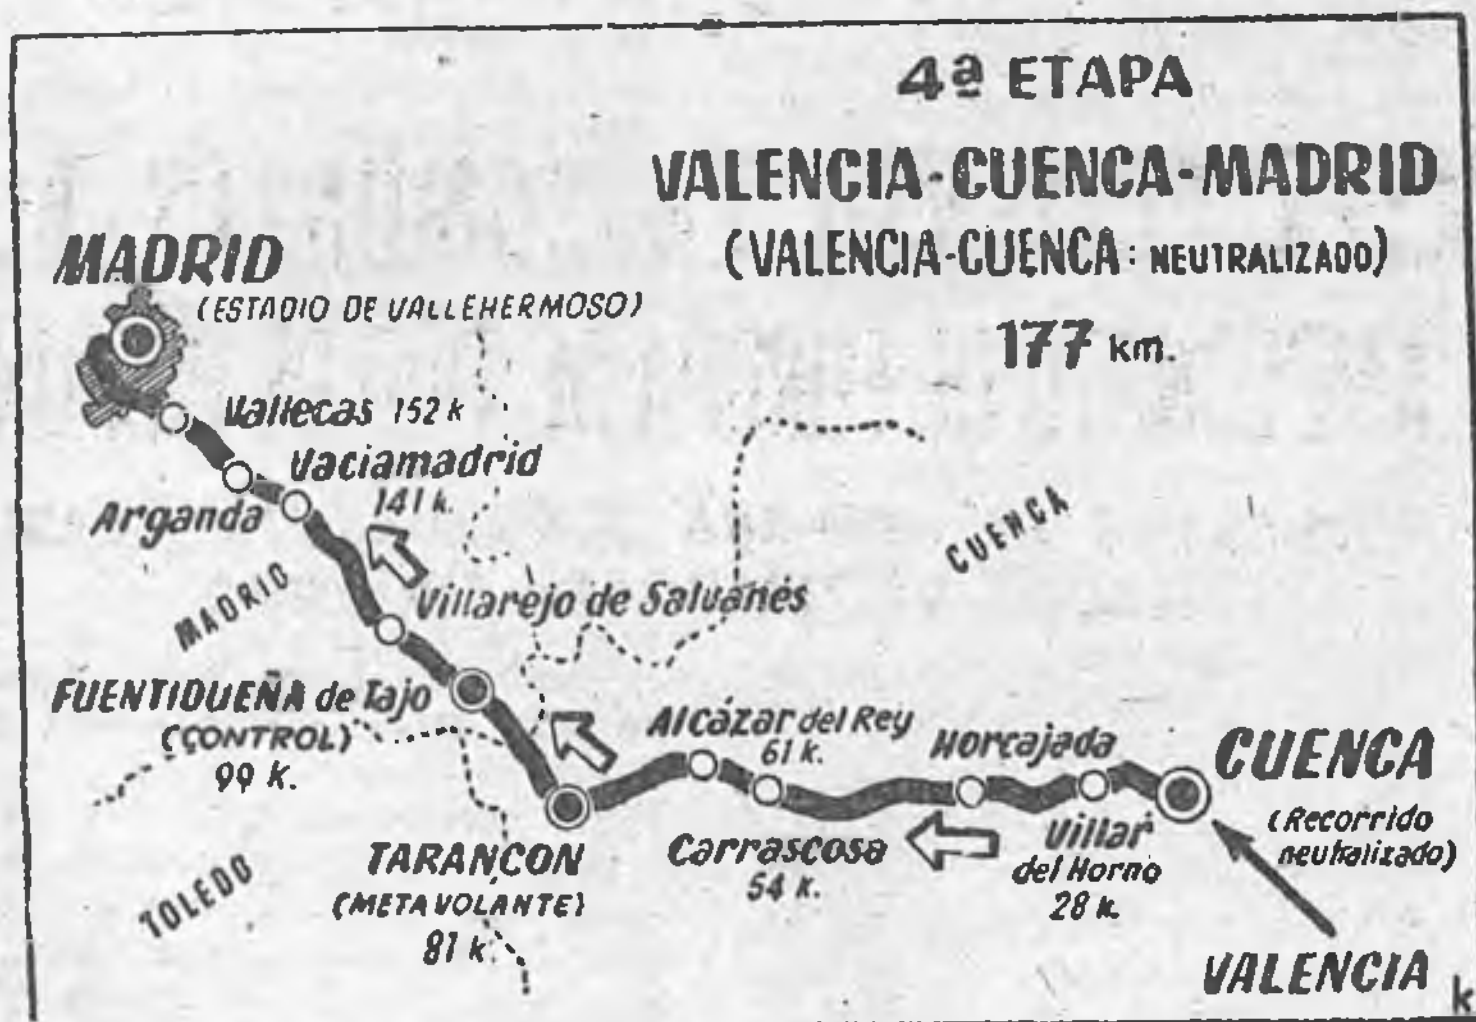 4ª ETAPA
VALENCIA-CUENCA-MADRID
(VALENCIA-CUENCA: NEUTRALIZADO)
177 km.
MADRID
(ESTADIO DE VALLEHERMOSO)
Vallecas 152 k
Vaciamadrid
141 k.
Arganda
MADRID
CUENCA
Villarejo de Salvanés
FUENTIDUEÑA de Tajo
(CONTROL)
99 k.
Alcázar del Rey
61 k.
Horcajada
CUENCA
(Recorrido
neutralizado)
TARANCON
(META VOLANTE)
81 k.
Carrascosa
54 k.
Villar
del Horno
28 k.
TOLEDO
VALENCIA
k